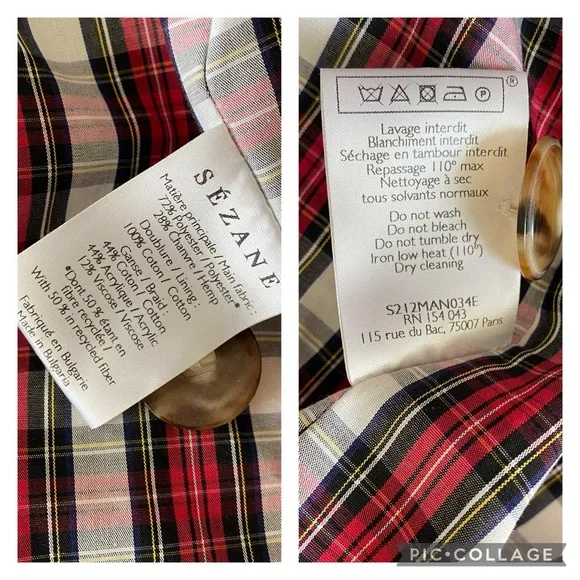 SÉZANE
Matière principale / Main fabric :
72% Polyester / Polyester*
28% Chanvre / Hemp
Doublure / Lining :
100% Coton / Cotton
Ganse / Braid :
44% Coton / Cotton
44% Acrylique / Acrylic
12% Viscose / Viscose
*Dont 50 % étant en
fibre recyclée /
With 50 % in recycled fiber
Fabriqué en Bulgarie
Made in Bulgaria
P
®
Lavage interdit
Blanchiment interdit
Séchage en tambour interdit
Repassage 110° max
Nettoyage à sec
tous solvants normaux
Do not wash
Do not bleach
Do not tumble dry
Iron low heat (110°)
Dry cleaning
S212MAN034E
RN 154 043
115 rue du Bac, 75007 Paris
PIC•COLLAGE